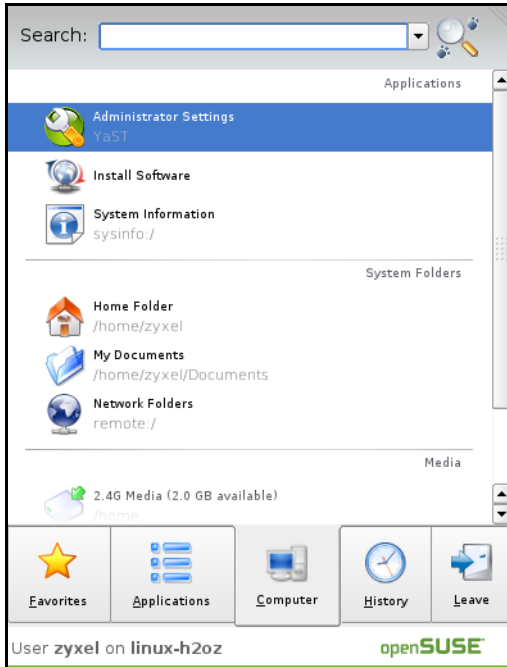 Search:
Applications
Administrator Settings
YaST
Install Software
System Information
sysinfo:/
System Folders
Home Folder
/home/zyxel
My Documents
/home/zyxel/Documents
Network Folders
remote:/
Media
2.4G Media (2.0 GB available)
/home
Favorites Applications Computer History Leave
User zyxel on linux-h2oz openSUSE